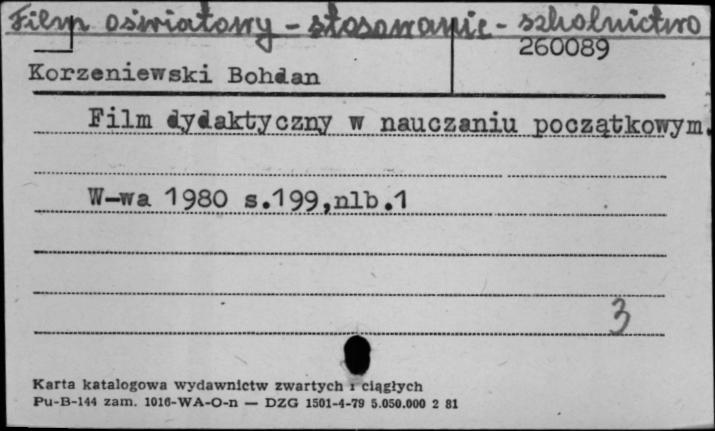 Film oświatowy - stosowanie - szkolnictwo
260089
Korzeniewski Bohdan
Film dydaktyczny w nauczaniu początkowym.
W-wa 1980 s.199,nlb.1
3
Karta katalogowa wydawnictw zwartych i ciągłych
Pu-B-144 zam. 1016-WA-O-n — DZG 1501-4-79 5.050.000 2 81